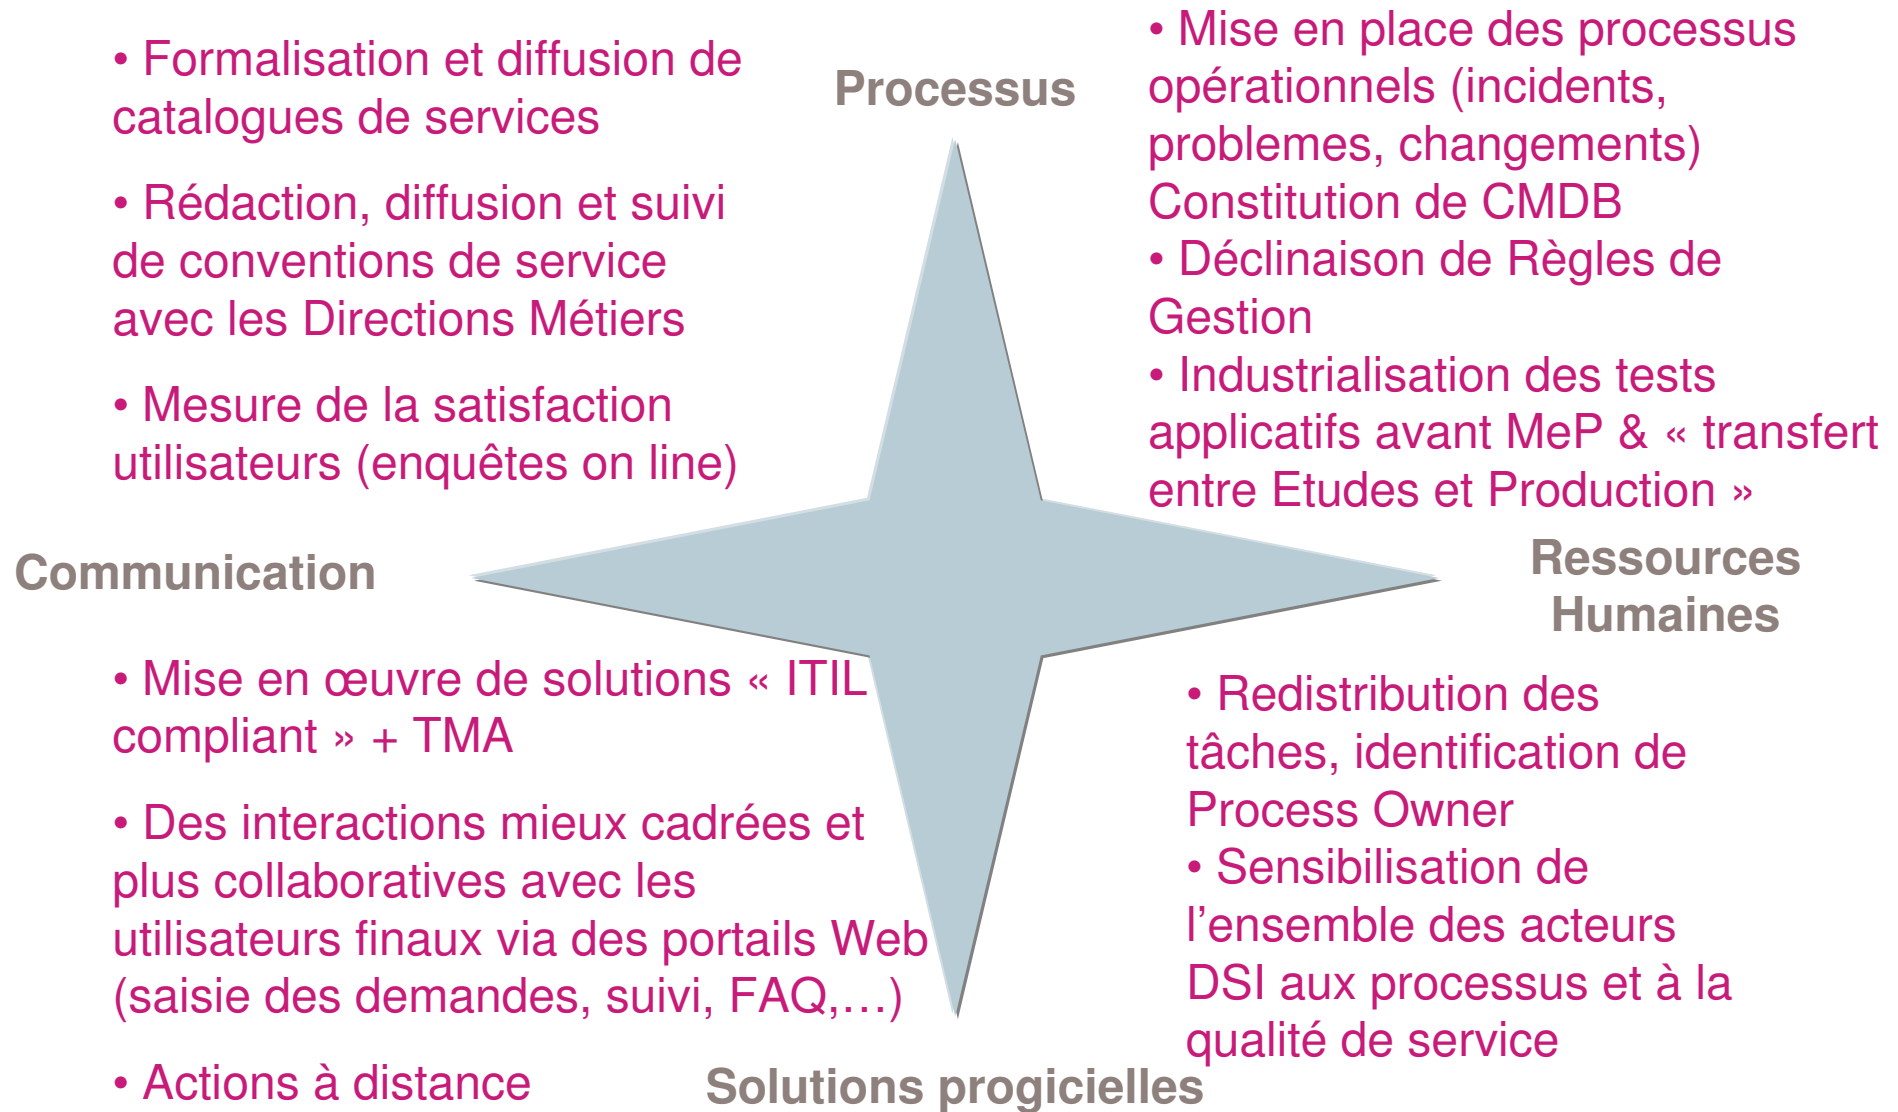 • Formalisation et diffusion de
catalogues de services
• Rédaction, diffusion et suivi
de conventions de service
avec les Directions Métiers
• Mesure de la satisfaction
utilisateurs (enquêtes on line)
Processus
• Mise en place des processus
opérationnels (incidents,
problemes, changements)
Constitution de CMDB
• Déclinaison de Règles de
Gestion
• Industrialisation des tests
applicatifs avant MeP & « transfert
entre Etudes et Production »
Communication
Ressources
Humaines
• Mise en œuvre de solutions « ITIL
compliant » + TMA
• Des interactions mieux cadrées et
plus collaboratives avec les
utilisateurs finaux via des portails Web
(saisie des demandes, suivi, FAQ,…)
• Actions à distance
• Redistribution des
tâches, identification de
Process Owner
• Sensibilisation de
l’ensemble des acteurs
DSI aux processus et à la
qualité de service
Solutions progicielles